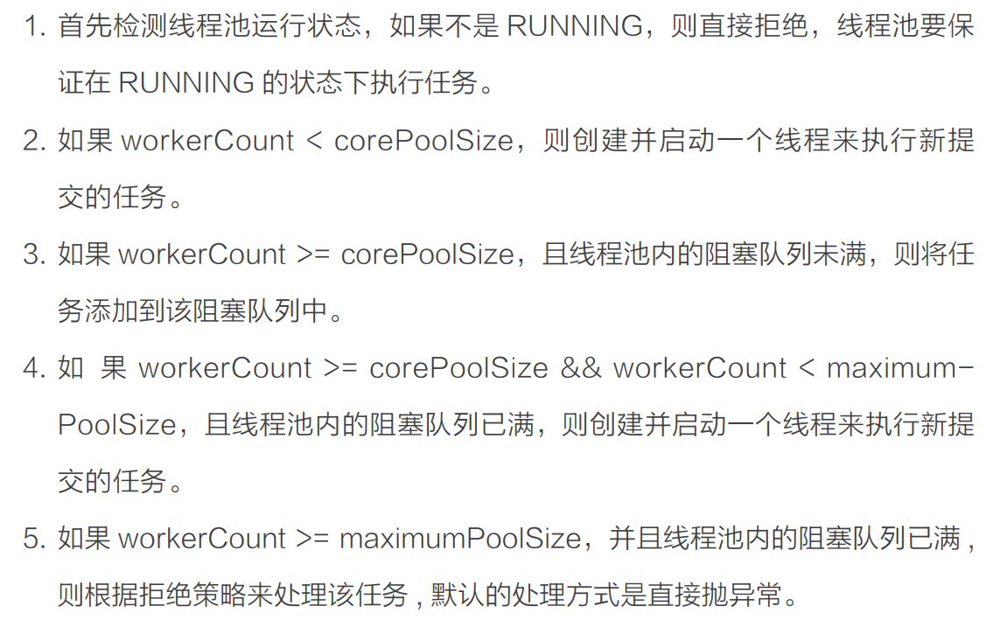 1. 首先检测线程池运行状态，如果不是 RUNNING，则直接拒绝，线程池要保
证在 RUNNING 的状态下执行任务。
2. 如果 workerCount < corePoolSize，则创建并启动一个线程来执行新提
交的任务。
3. 如果 workerCount >= corePoolSize，且线程池内的阻塞队列未满，则将任
务添加到该阻塞队列中。
4. 如 果 workerCount >= corePoolSize && workerCount < maximum-
PoolSize，且线程池内的阻塞队列已满，则创建并启动一个线程来执行新提
交的任务。
5. 如果 workerCount >= maximumPoolSize，并且线程池内的阻塞队列已满 ,
则根据拒绝策略来处理该任务 , 默认的处理方式是直接抛异常。